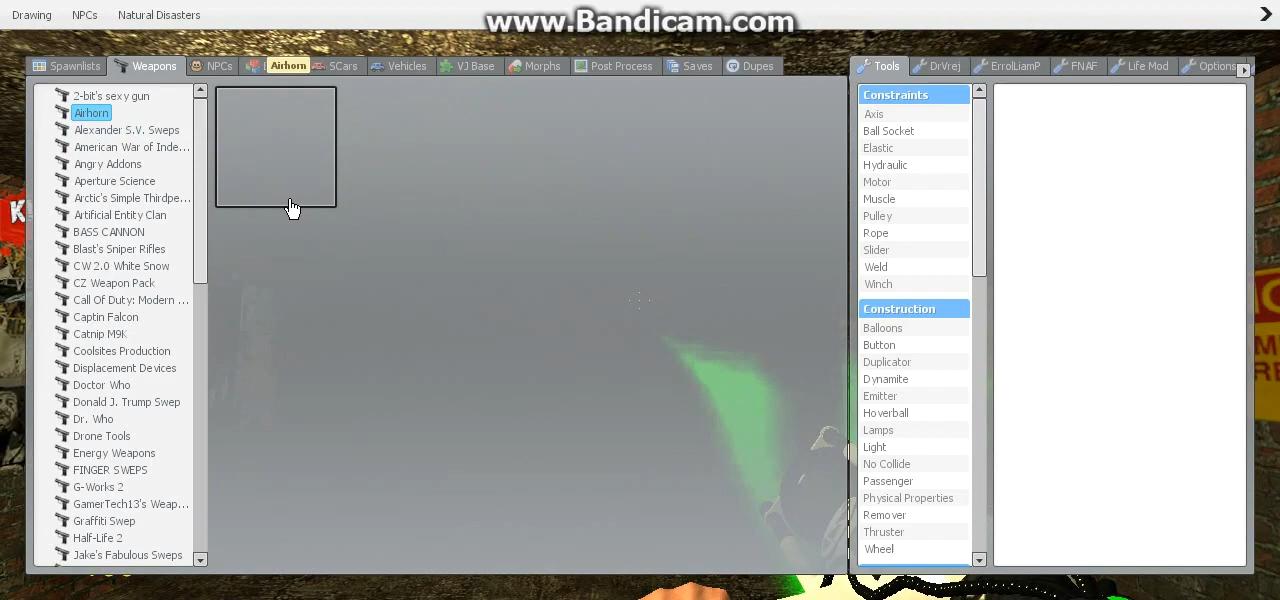 Drawing NPCs Natural Disasters
www.Bandicam.com
Spawnlists Weapons NPCs Airhorn SCars Vehicles VJ Base Morphs Post Process Saves Dupes
Tools DrVrej ErrolLiamP FNAF Life Mod Options
2-bit's sexy gun
Airhorn
Alexander S.V. Sweps
American War of Inde...
Angry Addons
Aperture Science
Arctic's Simple Thirdpe...
Artificial Entity Clan
BASS CANNON
Blast's Sniper Rifles
CW 2.0 White Snow
CZ Weapon Pack
Call Of Duty: Modern ...
Captin Falcon
Catnip M9K
Coolsites Production
Displacement Devices
Doctor Who
Donald J. Trump Swep
Dr. Who
Drone Tools
Energy Weapons
FINGER SWEPS
G-Works 2
GamerTech13's Weap...
Graffiti Swep
Half-Life 2
Jake's Fabulous Sweps
Constraints
Axis
Ball Socket
Elastic
Hydraulic
Motor
Muscle
Pulley
Rope
Slider
Weld
Winch
Construction
Balloons
Button
Duplicator
Dynamite
Emitter
Hoverball
Lamps
Light
No Collide
Passenger
Physical Properties
Remover
Thruster
Wheel